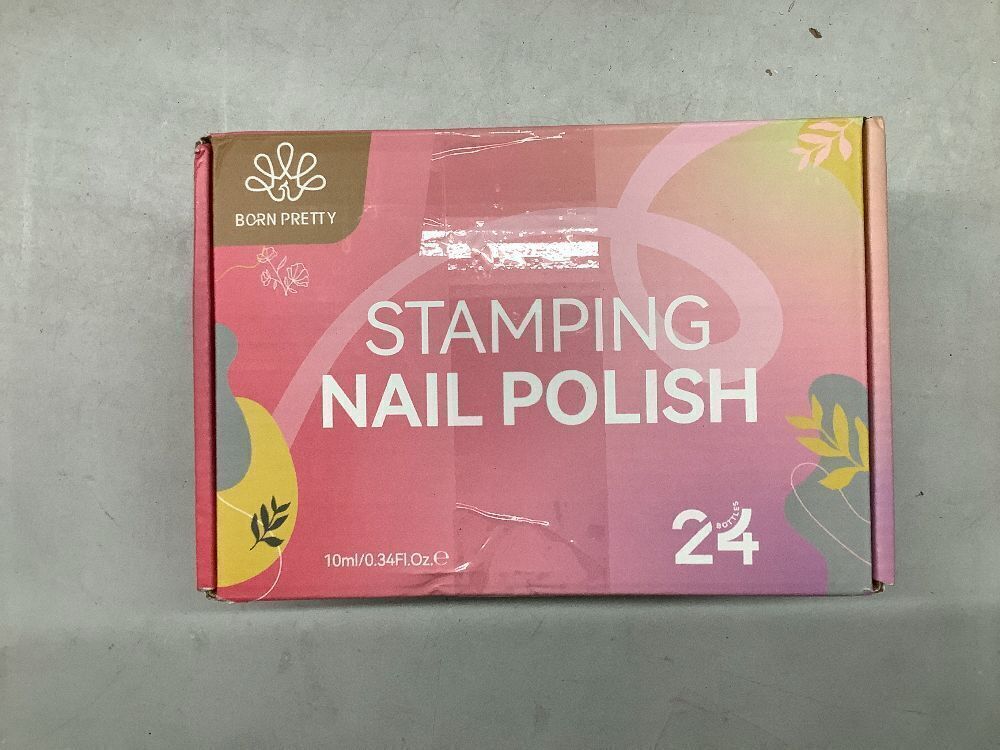 BORN PRETTY
STAMPING
NAIL POLISH
24
BOTTLES
10ml/0.34Fl.Oz.℮